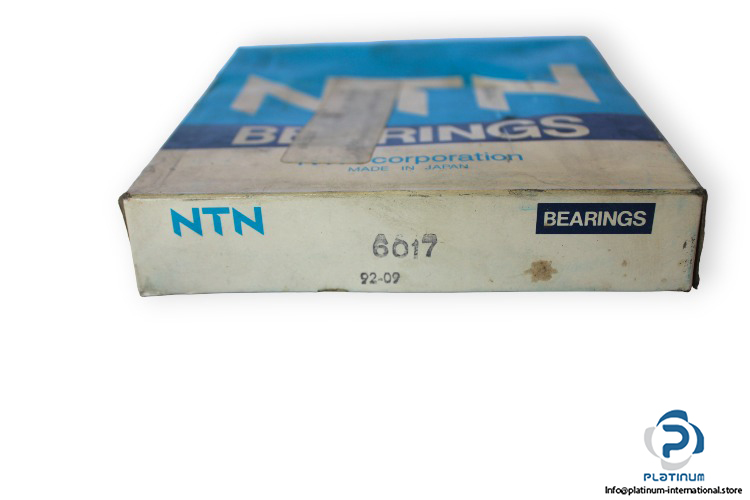 NTN
BEARINGS
corporation
MADE IN JAPAN
NTN
BEARINGS
6017
92-09
PLATINUM
Info@platinum-international.store